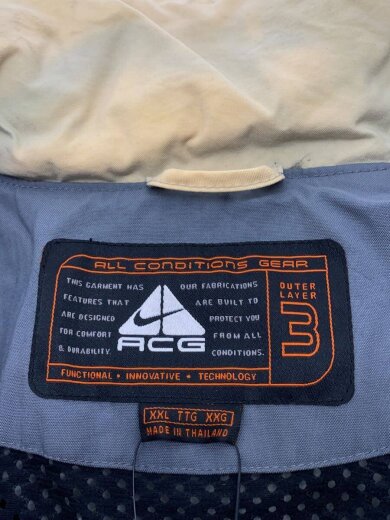 ALL CONDITIONS GEAR
THIS GARMENT HAS
FEATURES THAT
ARE DESIGNED
FOR COMFORT
& DURABILITY.
ACG
OUR FABRICATIONS
ARE BUILT TO
PROTECT YOU
FROM ALL
CONDITIONS.
OUTER
LAYER
3
FUNCTIONAL • INNOVATIVE • TECHNOLOGY
XXL TTG XXG
MADE IN THAILAND